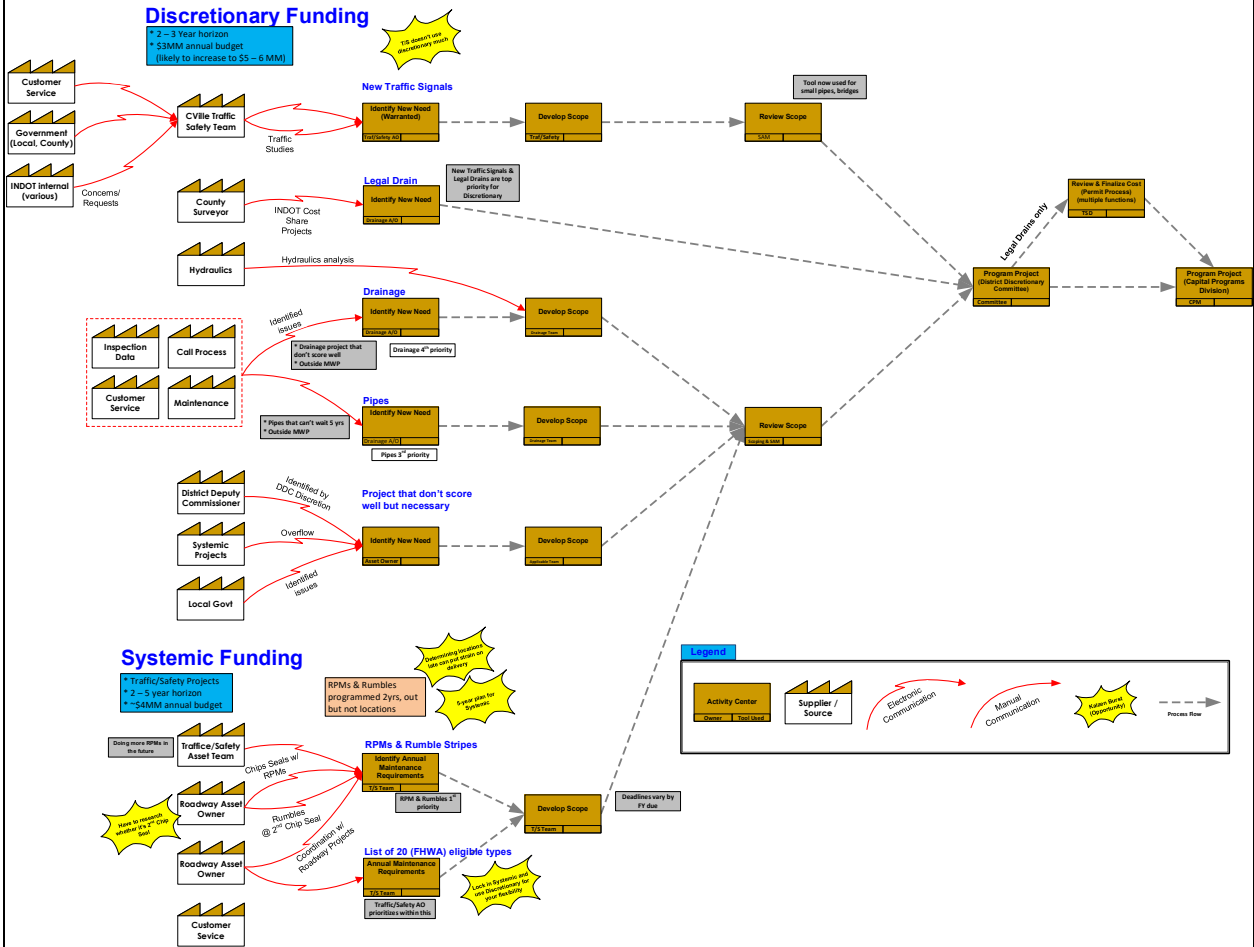 Discretionary Funding
* 2 – 3 Year horizon
* $3MM annual budget
(likely to increase to $5 – 6 MM)
T/S doesn't use
discretionary much
Customer
Service
Government
(Local, County)
INDOT internal
(various)
Concerns/
Requests
CVille Traffic
Safety Team
Traffic
Studies
New Traffic Signals
Identify New Need
(Warranted)
Traf/Safety AO
Develop Scope
Traf/Safety
Tool now used for
small pipes, bridges
Review Scope
SAM
County
Surveyor
INDOT Cost
Share
Projects
Legal Drain
Identify New Need
Drainage A/O
New Traffic Signals &
Legal Drains are top
priority for
Discretionary
Legal Drains only
Review & Finalize Cost
(Permit Process)
(multiple functions)
TSD
Program Project
(District Discretionary
Committee)
Committee
Program Project
(Capital Programs
Division)
CPM
Hydraulics
Hydraulics analysis
Inspection
Data
Call Process
Customer
Service
Maintenance
Identified
issues
Drainage
Identify New Need
Drainage A/O
Develop Scope
Drainage Team
* Drainage project that
don't score well
* Outside MWP
Drainage 4th priority
* Pipes that can't wait 5 yrs
* Outside MWP
Pipes
Identify New Need
Drainage A/O
Pipes 3rd priority
Develop Scope
Drainage Team
Review Scope
Scoping & SAM
District Deputy
Commissioner
Identified by
DDC Discretion
Systemic
Projects
Overflow
Local Govt
Identified
issues
Project that don't score
well but necessary
Identify New Need
Asset Owner
Develop Scope
Applicable Team
Systemic Funding
* Traffic/Safety Projects
* 2 – 5 year horizon
* ~$4MM annual budget
RPMs & Rumbles
programmed 2yrs, out
but not locations
Determining locations
late can put strain on
delivery
5-year plan for
Systemic
Doing more RPMs in
the future
Traffice/Safety
Asset Team
Chips Seals w/
RPMs
Roadway Asset
Owner
Rumbles
@ 2nd Chip Seal
Have to research
whether it's 2nd Chip
Seal
Roadway Asset
Owner
Coordination w/
Roadway Projects
Customer
Sevice
RPMs & Rumble Stripes
Identify Annual
Maintenance
Requirements
T/S Team
RPM & Rumbles 1st
priority
Develop Scope
T/S Team
Deadlines vary by
FY due
List of 20 (FHWA) eligible types
Annual Maintenance
Requirements
T/S Team
Traffic/Safety AO
prioritizes within this
Lock in Systemic and
use Discretionary for
your flexibility
Legend
Activity Center
Owner
Tool Used
Supplier /
Source
Electronic
Communication
Manual
Communication
Kaizen Burst
(Opportunity)
Process Flow